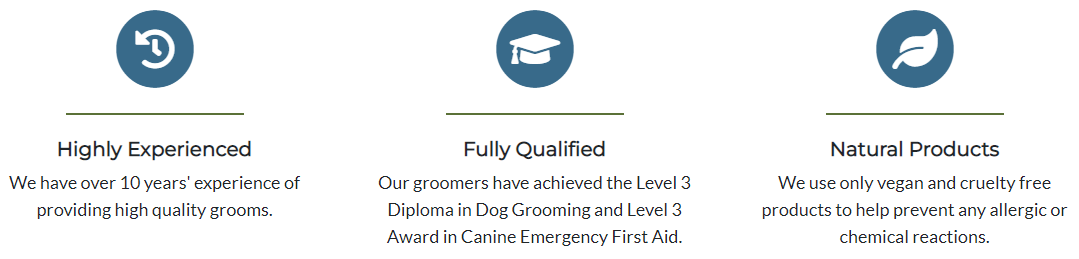 Highly Experienced
We have over 10 years' experience of
providing high quality grooms.
Fully Qualified
Our groomers have achieved the Level 3
Diploma in Dog Grooming and Level 3
Award in Canine Emergency First Aid.
Natural Products
We use only vegan and cruelty free
products to help prevent any allergic or
chemical reactions.